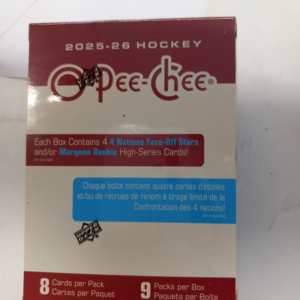 2025-26 HOCKEY
O-Pee-Chee®
Each Box Contains 4 4 Nations Face-Off Stars
and/or Marquee Rookie High-Series Cards!
Chaque boîte contient quatre cartes d'étoiles
et/ou de recrues de renom à tirage limité de la
Confrontation des 4 nations!
UPPER DECK
8 Cards per Pack
Cartes par Paquet
9 Packs per Box
Paquets par Boîte